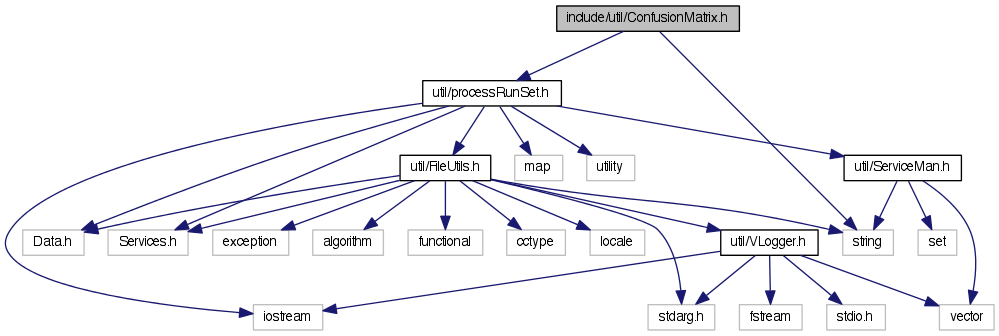 include/util/ConfusionMatrix.h
util/processRunSet.h
util/FileUtils.h
map
utility
util/ServiceMan.h
Data.h
Services.h
exception
algorithm
functional
cctype
locale
util/VLogger.h
string
set
iostream
stdarg.h
fstream
stdio.h
vector